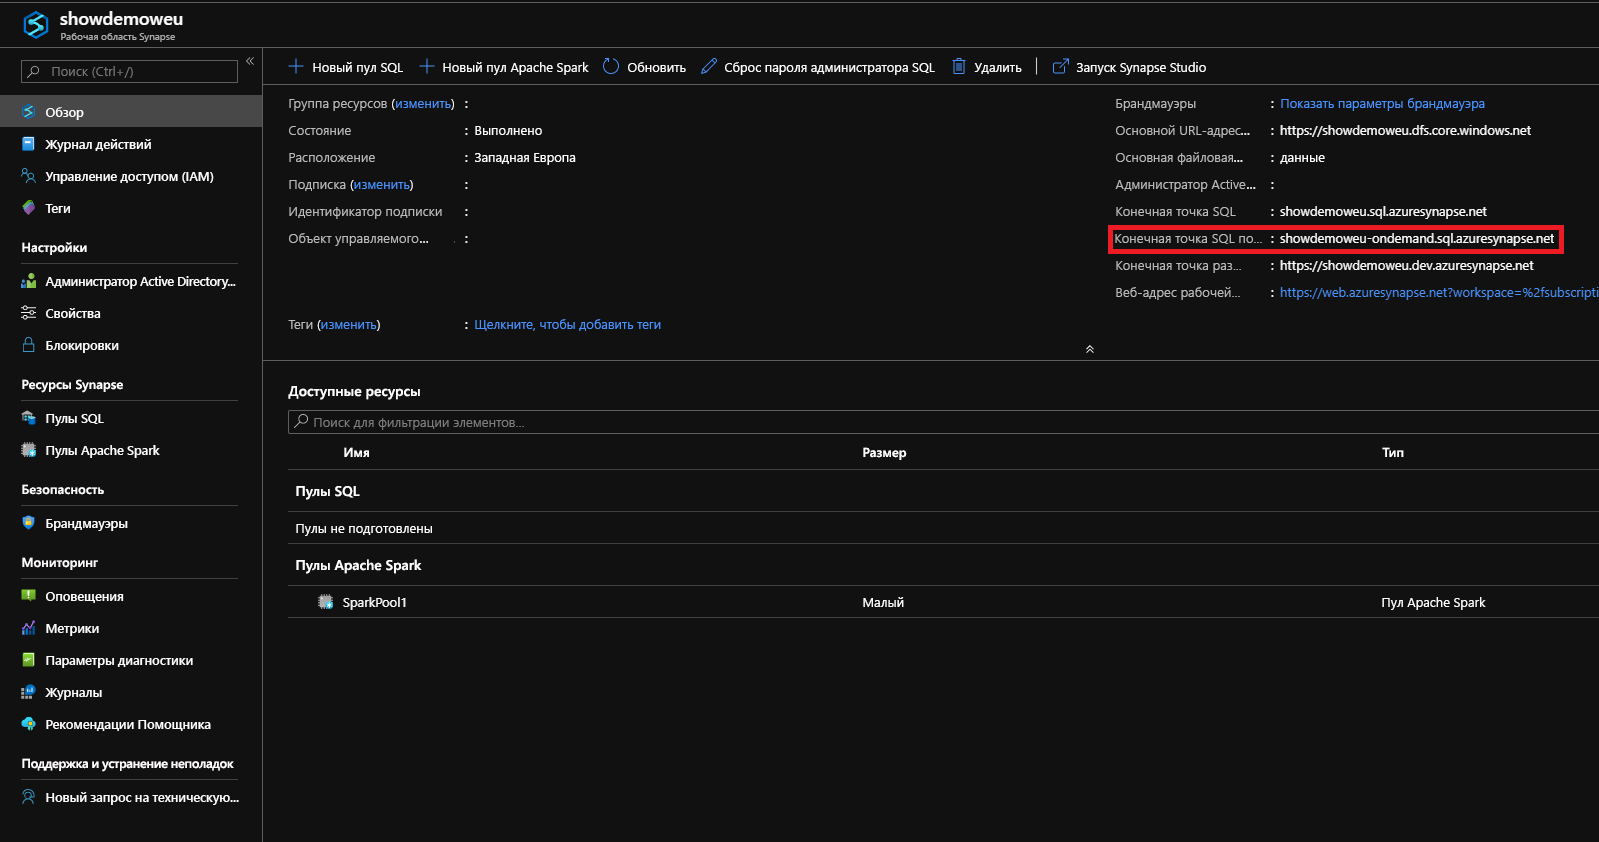 showdemoweu
Рабочая область Synapse
Поиск (Ctrl+/)
«
Обзор
Журнал действий
Управление доступом (IAM)
Теги
Настройки
Администратор Active Directory...
Свойства
Блокировки
Ресурсы Synapse
Пулы SQL
Пулы Apache Spark
Безопасность
Брандмауэры
Мониторинг
Оповещения
Метрики
Параметры диагностики
Журналы
Рекомендации Помощника
Поддержка и устранение неполадок
Новый запрос на техническую...
Новый пул SQL Новый пул Apache Spark Обновить Сброс пароля администратора SQL Удалить Запуск Synapse Studio
Группа ресурсов (изменить) :
Состояние : Выполнено
Расположение : Западная Европа
Подписка (изменить) :
Идентификатор подписки :
Объект управляемого... :
Теги (изменить) : Щелкните, чтобы добавить теги
Брандмауэры : Показать параметры брандмауэра
Основной URL-адрес... : https://showdemoweu.dfs.core.windows.net
Основная файловая... : данные
Администратор Active... :
Конечная точка SQL : showdemoweu.sql.azuresynapse.net
Конечная точка SQL по... : showdemoweu-ondemand.sql.azuresynapse.net
Конечная точка раз... : https://showdemoweu.dev.azuresynapse.net
Веб-адрес рабочей... : https://web.azuresynapse.net?workspace=%2fsubscripti
Доступные ресурсы
Поиск для фильтрации элементов...
Имя Размер Тип
Пулы SQL
Пулы не подготовлены
Пулы Apache Spark
SparkPool1 Малый Пул Apache Spark